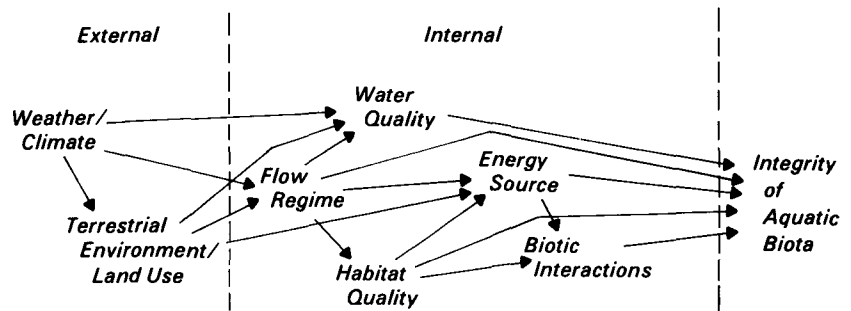 External
Internal
Weather/
Climate
Terrestrial
Environment/
Land Use
Water
Quality
Flow
Regime
Habitat
Quality
Energy
Source
Biotic
Interactions
Integrity
of
Aquatic
Biota